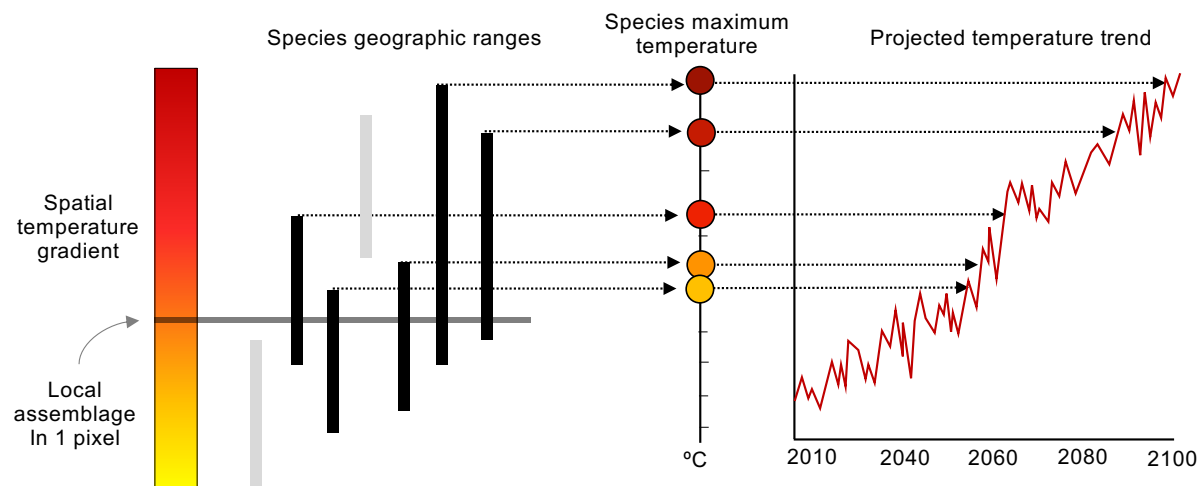 Species geographic ranges
Species maximum
temperature
Projected temperature trend
Spatial
temperature
gradient
Local
assemblage
In 1 pixel
ºC
2010
2040
2060
2080
2100